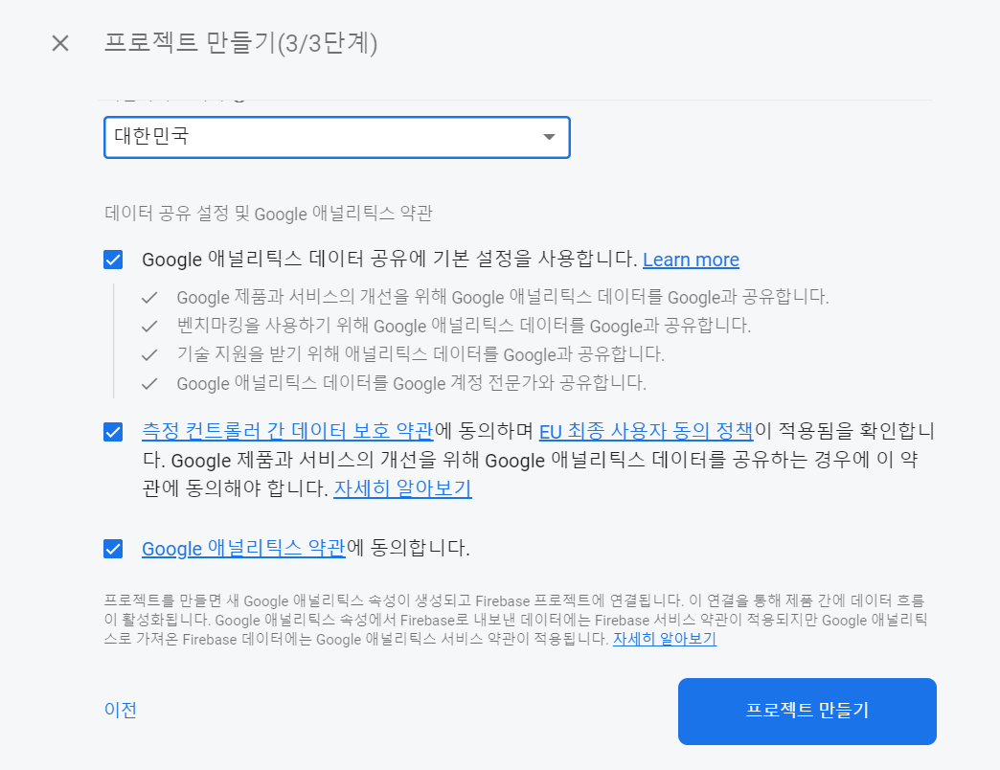 프로젝트 만들기(3/3단계)
대한민국
데이터 공유 설정 및 Google 애널리틱스 약관
Google 애널리틱스 데이터 공유에 기본 설정을 사용합니다. Learn more
Google 제품과 서비스의 개선을 위해 Google 애널리틱스 데이터를 Google과 공유합니다.
벤치마킹을 사용하기 위해 Google 애널리틱스 데이터를 Google과 공유합니다.
기술 지원을 받기 위해 애널리틱스 데이터를 Google과 공유합니다.
Google 애널리틱스 데이터를 Google 계정 전문가와 공유합니다.
측정 컨트롤러 간 데이터 보호 약관에 동의하며 EU 최종 사용자 동의 정책이 적용됨을 확인합니
다. Google 제품과 서비스의 개선을 위해 Google 애널리틱스 데이터를 공유하는 경우에 이 약
관에 동의해야 합니다. 자세히 알아보기
Google 애널리틱스 약관에 동의합니다.
프로젝트를 만들면 새 Google 애널리틱스 속성이 생성되고 Firebase 프로젝트에 연결됩니다. 이 연결을 통해 제품 간에 데이터 흐름
이 활성화됩니다. Google 애널리틱스 속성에서 Firebase로 내보낸 데이터에는 Firebase 서비스 약관이 적용되지만 Google 애널리틱
스로 가져온 Firebase 데이터에는 Google 애널리틱스 서비스 약관이 적용됩니다. 자세히 알아보기
이전
프로젝트 만들기